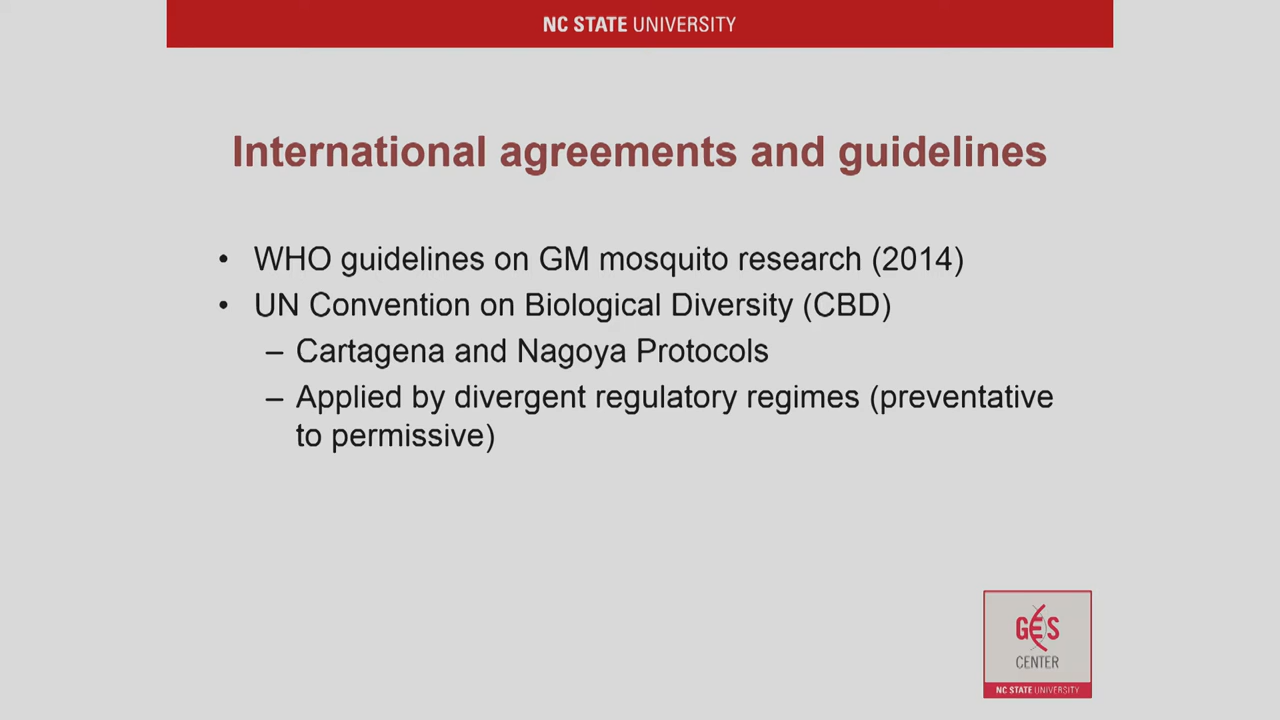 NC STATE UNIVERSITY
International agreements and guidelines
• WHO guidelines on GM mosquito research (2014)
• UN Convention on Biological Diversity (CBD)
– Cartagena and Nagoya Protocols
– Applied by divergent regulatory regimes (preventative
to permissive)
GES
CENTER
NC STATE UNIVERSITY